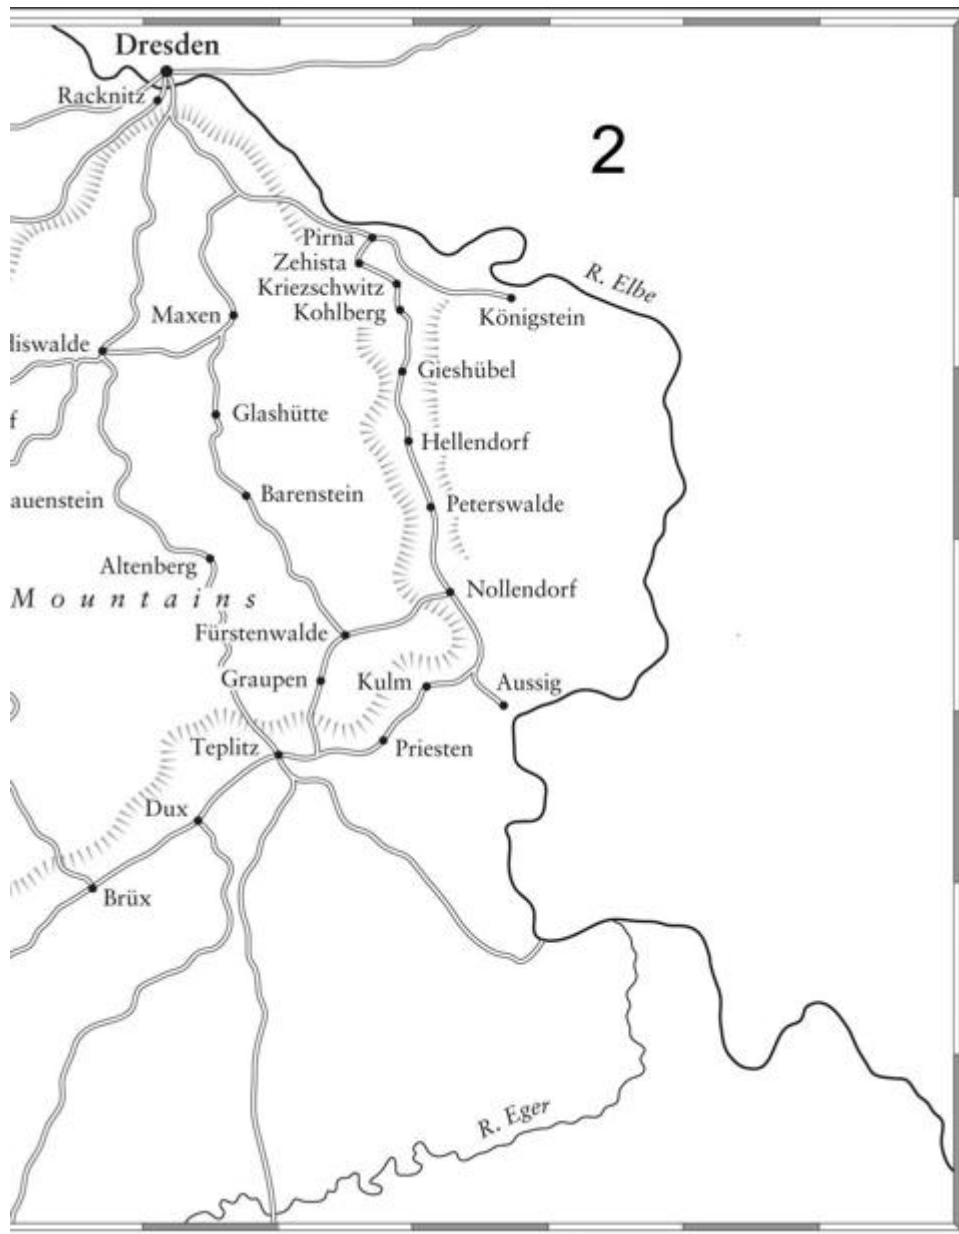 Dresden
Racknitz
2
Pirna
Zehista
R. Elbe
Kriezschwitz
Kohlberg
Maxen
Königstein
liswalde
Gieshübel
Glashütte
f
Hellendorf
Barenstein
auenstein
Peterswalde
Altenberg
Nollendorf
Mountains
Fürstenwalde
Graupen
Kulm
Aussig
Teplitz
Priesten
Dux
Brüx
R. Eger